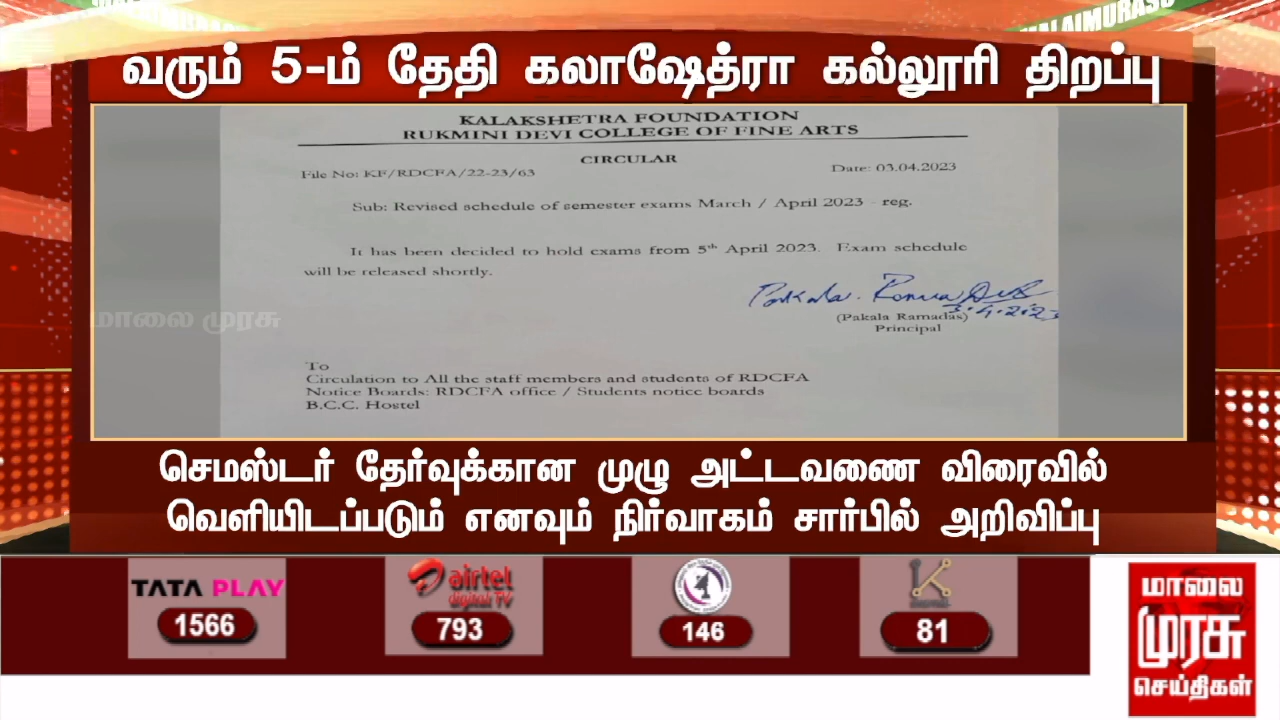 MALAIMURASU
வரும் 5-ம் தேதி கலாஷேத்ரா கல்லூரி திறப்பு
KALAKSHETRA FOUNDATION
RUKMINI DEVI COLLEGE OF FINE ARTS
CIRCULAR
File No: KF/RDCFA/22-23/63 Date: 03.04.2023
Sub: Revised schedule of semester exams March / April 2023 - reg.
It has been decided to hold exams from 5th April 2023. Exam schedule
will be released shortly.
3.4.2023
(Pakala Ramadas)
Principal
மாலை முரசு
To
Circulation to All the staff members and students of RDCFA
Notice Boards: RDCFA office / Students notice boards
B.C.C. Hostel
செமஸ்டர் தேர்வுக்கான முழு அட்டவணை விரைவில்
வெளியிடப்படும் எனவும் நிர்வாகம் சார்பில் அறிவிப்பு
TATA PLAY
1566
airtel
digital TV
793
146
81
மாலை
முரசு
செய்திகள்